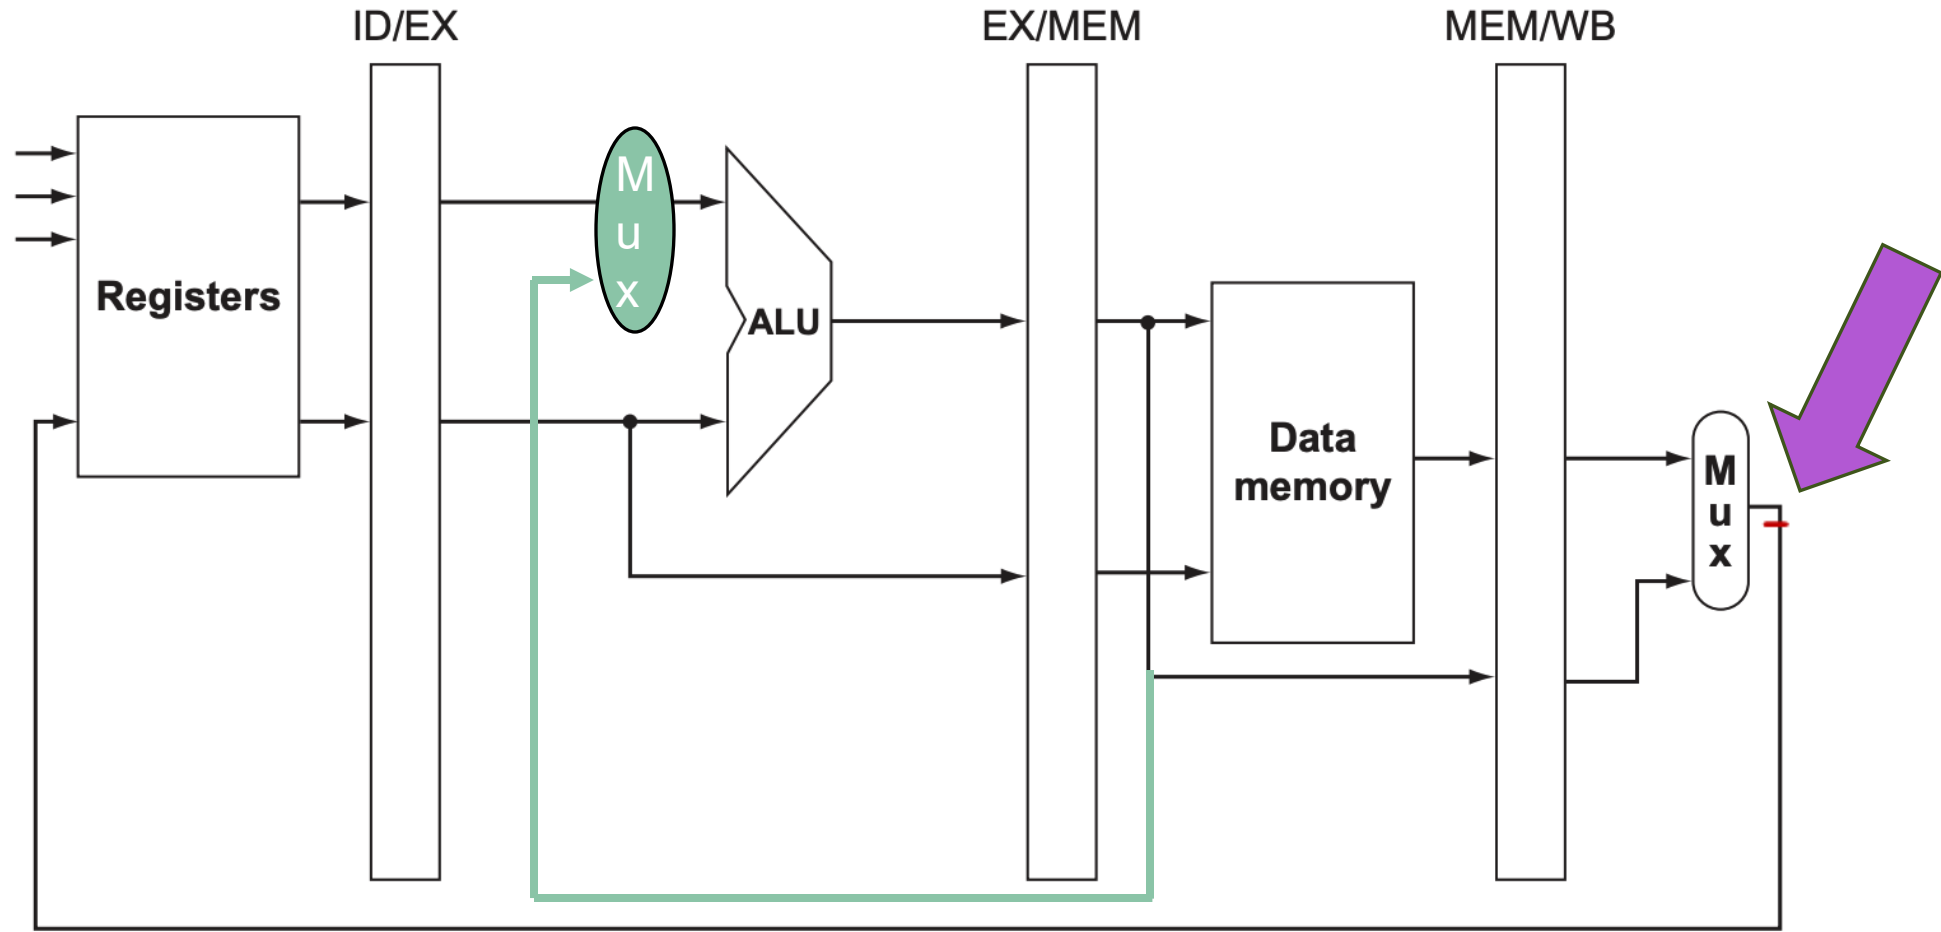 ID/EX
EX/MEM
MEM/WB
M
u
x
Registers
ALU
Data
memory
M
u
x